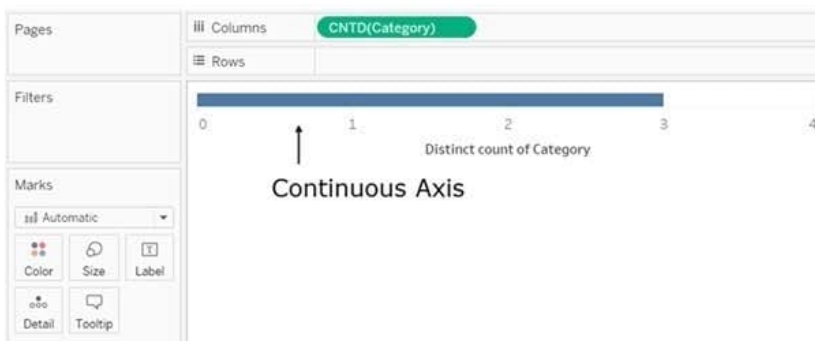 Pages
Columns
CNTD(Category)
Rows
Filters
0 1 2 3 4
Distinct count of Category
Continuous Axis
Marks
Automatic
Color Size Label
T
Detail Tooltip